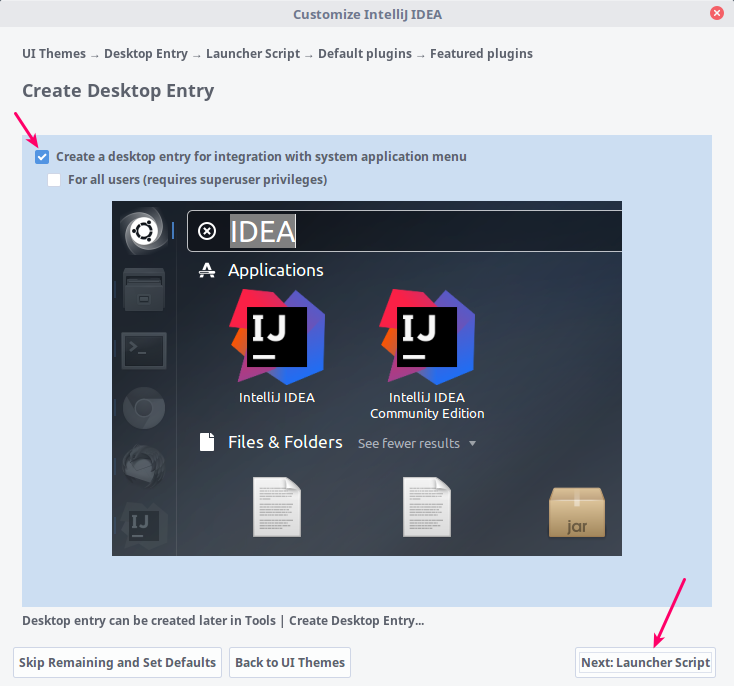 Customize IntelliJ IDEA
UI Themes → Desktop Entry → Launcher Script → Default plugins → Featured plugins
Create Desktop Entry
Create a desktop entry for integration with system application menu
For all users (requires superuser privileges)
IDEA
Applications
IJ
IJ
IntelliJ IDEA
IntelliJ IDEA
Community Edition
Files & Folders See fewer results
IJ
jar
Desktop entry can be created later in Tools | Create Desktop Entry...
Skip Remaining and Set Defaults Back to UI Themes Next: Launcher Script